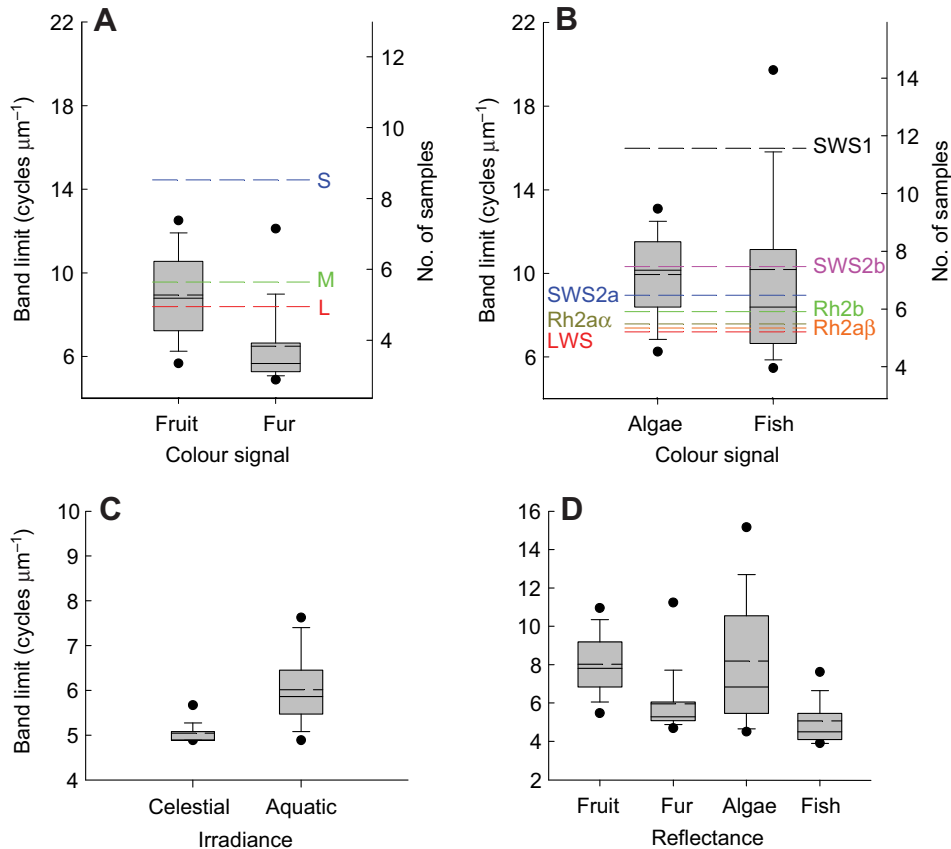 A
22
18
14
10
6
Band limit (cycles µm⁻¹)
12
10
8
6
4
No. of samples
S
M
L
Fruit
Fur
Colour signal
B
22
18
14
10
6
Band limit (cycles µm⁻¹)
14
12
10
8
6
4
No. of samples
SWS1
SWS2b
SWS2a
Rh2b
Rh2aα
Rh2aβ
LWS
Algae
Fish
Colour signal
C
10
9
8
7
6
5
4
Band limit (cycles µm⁻¹)
Celestial
Aquatic
Irradiance
D
16
14
12
10
8
6
4
2
Fruit
Fur
Algae
Fish
Reflectance